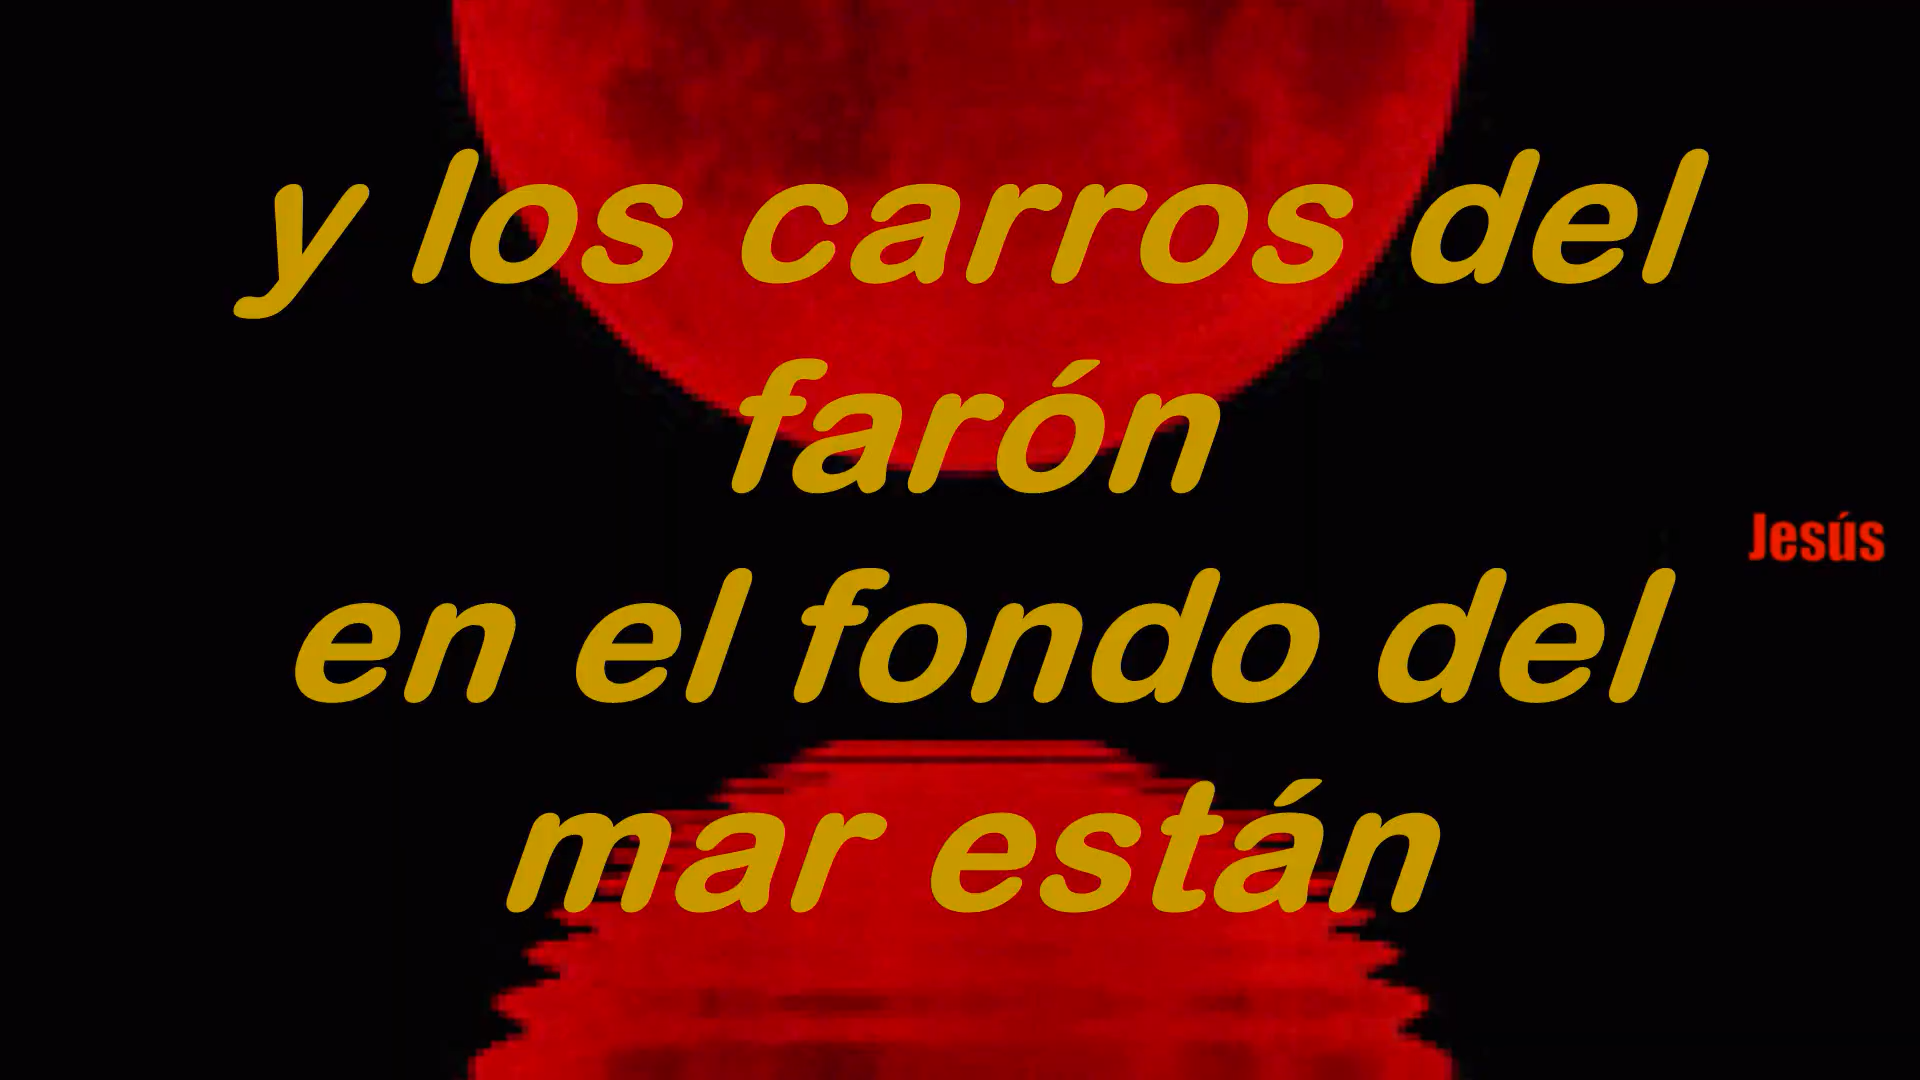 y los carros del
farón
Jesús
en el fondo del
mar están